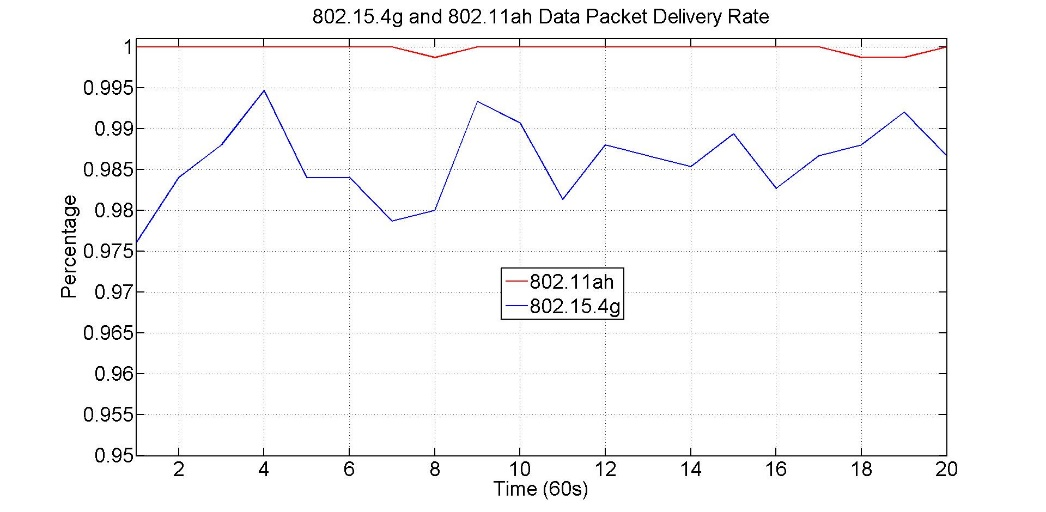 802.15.4g and 802.11ah Data Packet Delivery Rate
1
0.995
0.99
0.985
0.98
0.975
0.97
0.965
0.96
0.955
0.95
Percentage
802.11ah
802.15.4g
2 4 6 8 10 12 14 16 18 20
Time (60s)